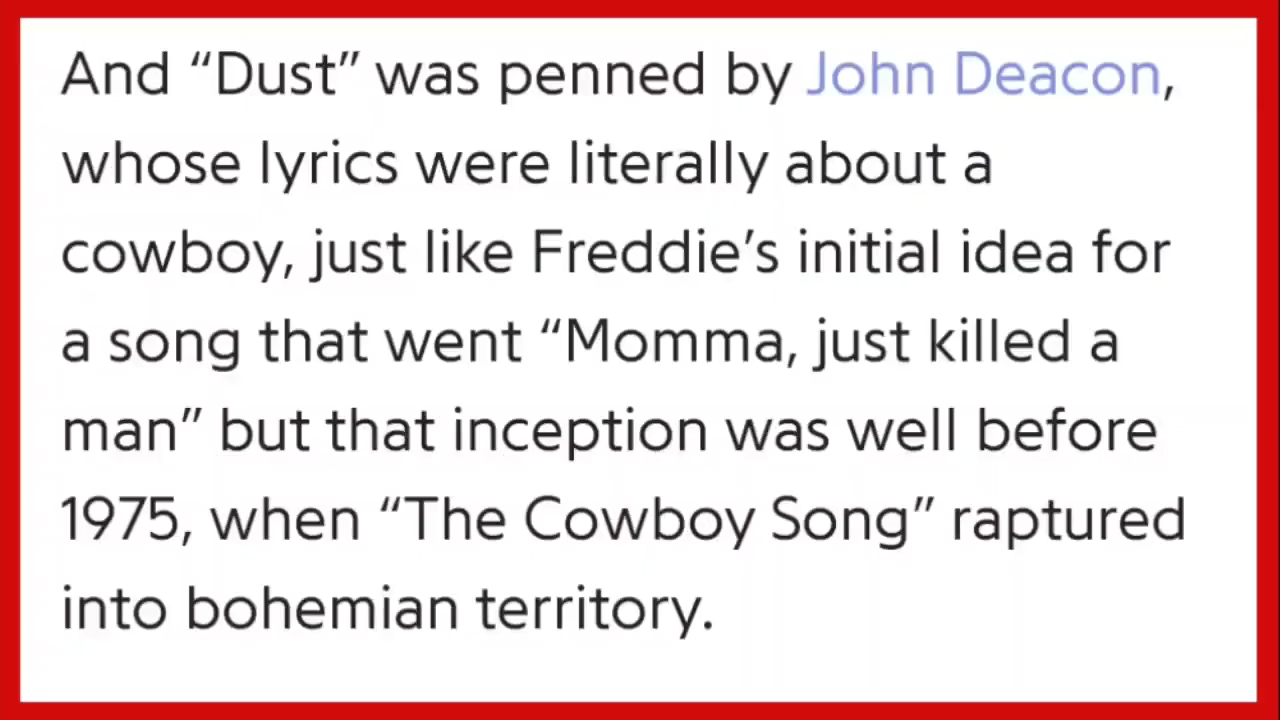 And “Dust” was penned by John Deacon,
whose lyrics were literally about a
cowboy, just like Freddie’s initial idea for
a song that went “Momma, just killed a
man” but that inception was well before
1975, when “The Cowboy Song” raptured
into bohemian territory.